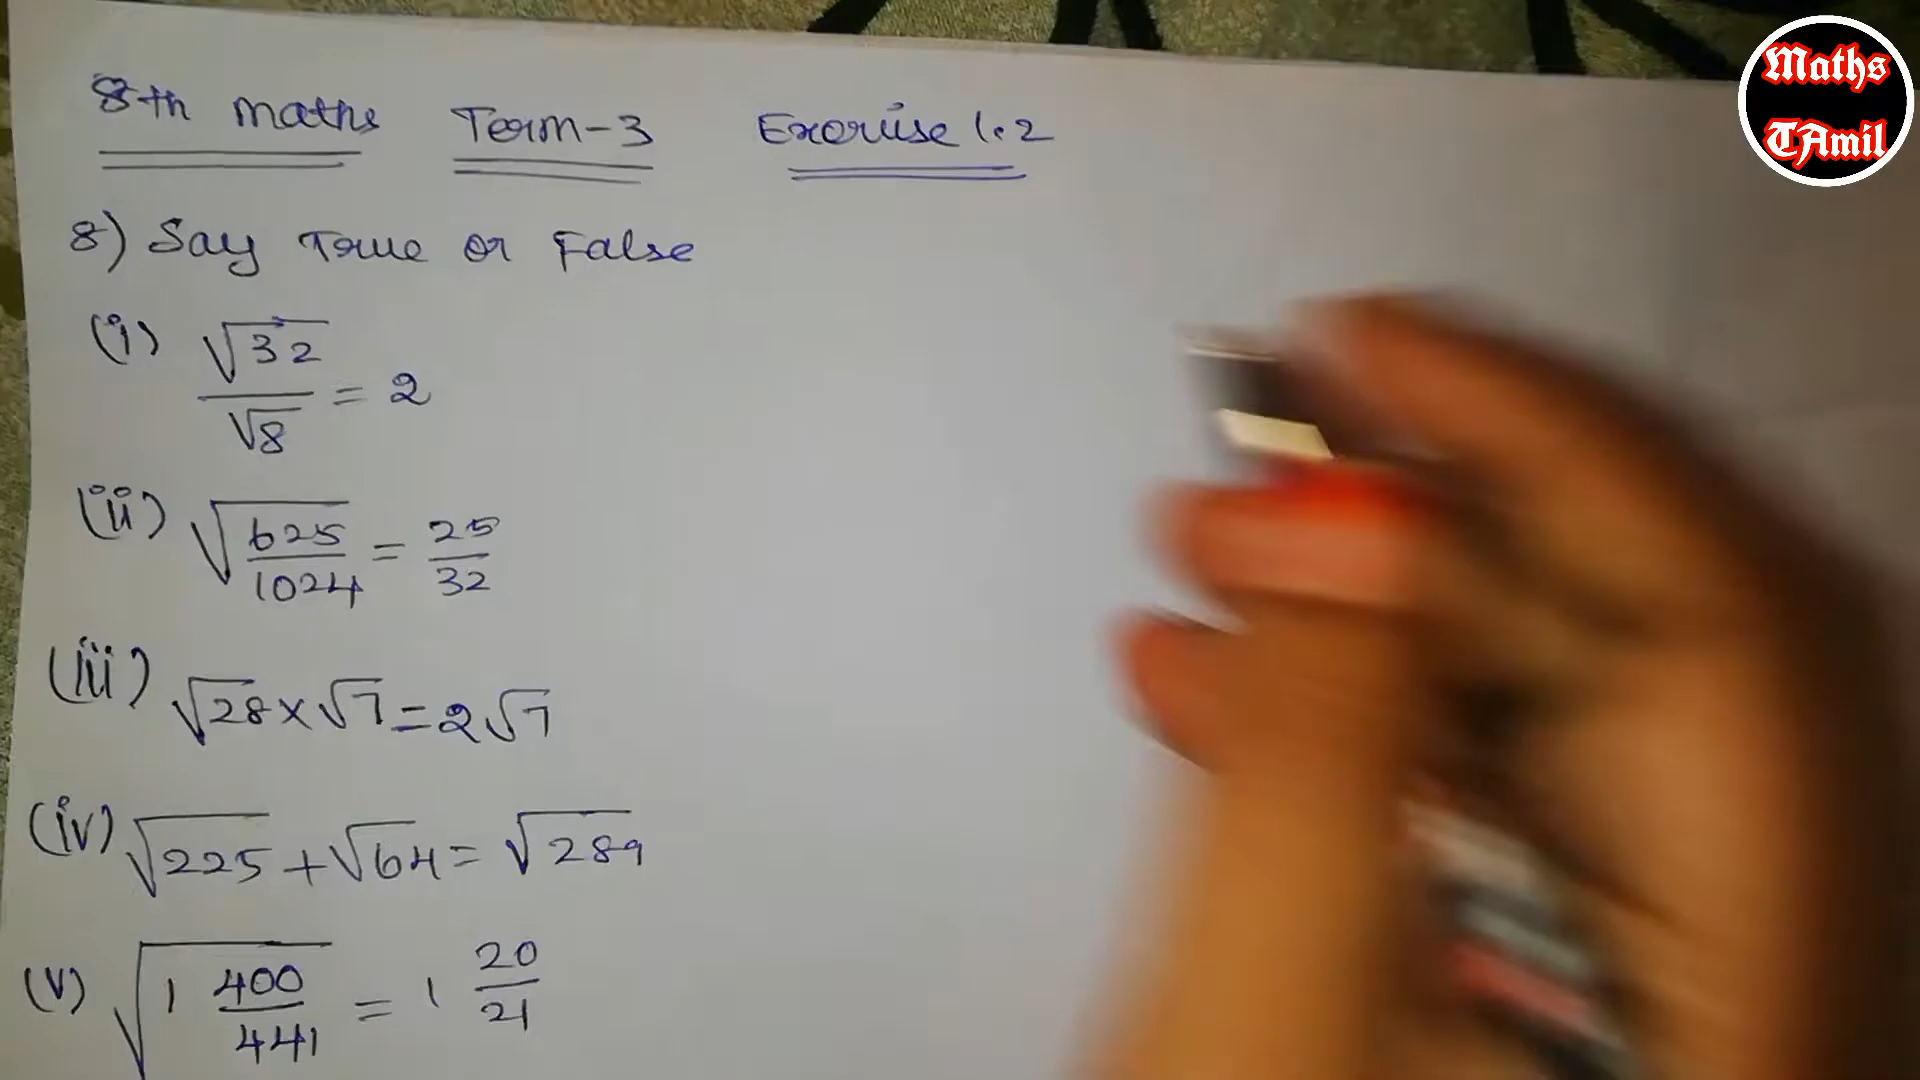 8th maths Term-3 Exercise 1.2
8) Say True or False
(i) √32/√8 = 2
(ii) √(625/1024) = 25/32
(iii) √28 × √7 = 2√7
(iv) √225 + √64 = √289
(v) √(1 400/441) = 1 20/21
Maths
TAmil